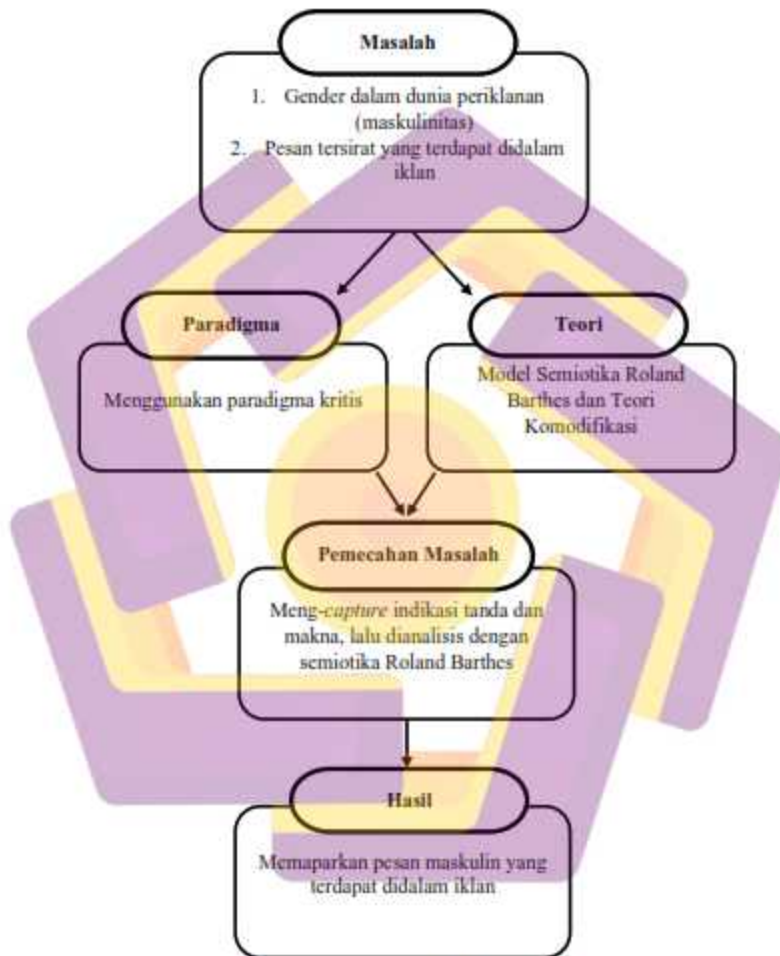 Masalah
1. Gender dalam dunia periklanan
(maskulinitas)
2. Pesan tersirat yang terdapat didalam
iklan
Paradigma
Menggunakan paradigma kritis
Teori
Model Semiotika Roland
Barthes dan Teori
Komodifikasi
Pemecahan Masalah
Meng-capture indikasi tanda dan
makna, lalu dianalisis dengan
semiotika Roland Barthes
Hasil
Memaparkan pesan maskulin yang
terdapat didalam iklan